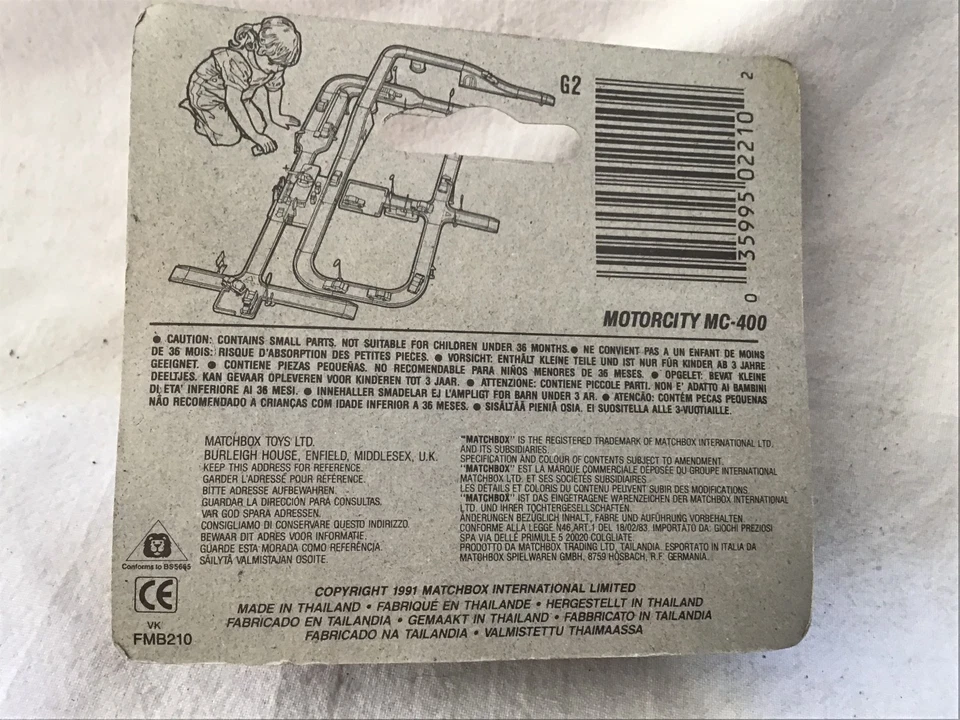 G2
0 35995 02210 2
MOTORCITY MC-400
● CAUTION: CONTAINS SMALL PARTS. NOT SUITABLE FOR CHILDREN UNDER 36 MONTHS. ● NE CONVIENT PAS A UN ENFANT DE MOINS
DE 36 MOIS: RISQUE D'ABSORPTION DES PETITES PIECES. ● VORSICHT: ENTHÄLT KLEINE TEILE UND IST NUR FÜR KINDER AB 3 JAHRE
GEEIGNET. ● CONTIENE PIEZAS PEQUEÑAS. NO RECOMENDABLE PARA NIÑOS MENORES DE 36 MESES. ● OPGELET: BEVAT KLEINE
DEELTJES. KAN GEVAAR OPLEVEREN VOOR KINDEREN TOT 3 JAAR. ● ATTENZIONE: CONTIENE PICCOLE PARTI. NON E' ADATTO AI BAMBINI
DI ETA' INFERIORE AI 36 MESI. ● INNEHALLER SMADELAR EJ LAMPLIGT FOR BARN UNDER 3 AR. ● ATENCÃO: CONTÉM PECAS PEQUENAS
NÃO RECOMENDADO A CRIANÇAS COM IDADE INFERIOR A 36 MESES. ● SISÄLTÄÄ PIENIÄ OSIA. EI SUOSITELLA ALLE 3-VUOTIAILLE.
MATCHBOX TOYS LTD.
BURLEIGH HOUSE, ENFIELD, MIDDLESEX, U.K.
KEEP THIS ADDRESS FOR REFERENCE.
GARDER L'ADRESSE POUR RÉFÉRENCE.
BITTE ADRESSE AUFBEWAHREN.
GUARDAR LA DIRECCIÓN PARA CONSULTAS.
VAR GOD SPARA ADRESSEN.
CONSIGLIAMO DI CONSERVARE QUESTO INDIRIZZO.
BEWAAR DIT ADRES VOOR INFORMATIE.
GUARDE ESTA MORADA COMO REFERÊNCIA.
SÄILYTÄ VALMISTAJAN OSOITE.
"MATCHBOX" IS THE REGISTERED TRADEMARK OF MATCHBOX INTERNATIONAL LTD.
AND ITS SUBSIDIARIES.
SPECIFICATION AND COLOUR OF CONTENTS SUBJECT TO AMENDMENT.
"MATCHBOX" EST LA MARQUE COMMERCIALE DÉPOSÉE QU GROUPE INTERNATIONAL
MATCHBOX LTD. ET SES SOCIÉTÉS SUBSIDIAIRES.
LES DÉTAILS ET COLORIS DU CONTENU PEUVENT SUBIR DES MODIFICATIONS.
"MATCHBOX" IST DAS EINGETRAGENE WARENZEICHEN DER MATCHBOX INTERNATIONAL
LTD. UND IHRER TOCHTERGESELLSCHAFTEN.
ÄNDERUNGEN BEZÜGLICH INHALT, FABRE UND AUFÜHRUNG VORBEHALTEN.
CONFORME ALLA LEGGE N46,ART.1 DEL 18/02/83. IMPORTATO DA: GIOCHI PREZIOSI
SPA VIA DELLE PRIMULE 5 20020 COLGLIATE.
PRODOTTO DA MATCHBOX TRADING LTD, TAILANDIA. ESPORTATO IN ITALIA DA
MATCHBOX SPIELWAREN GMBH, 8759 HÖSBACH, R.F. GERMANIA.
Conforms to BS5665
CE
VK
FMB210
COPYRIGHT 1991 MATCHBOX INTERNATIONAL LIMITED
MADE IN THAILAND • FABRIQUÉ EN THAILANDE • HERGESTELLT IN THAILAND
FABRICADO EN TAILANDIA • GEMAAKT IN THAILAND • FABBRICATO IN TAILANDIA
FABRICADO NA TAILANDIA • VALMISTETTU THAIMAASSA